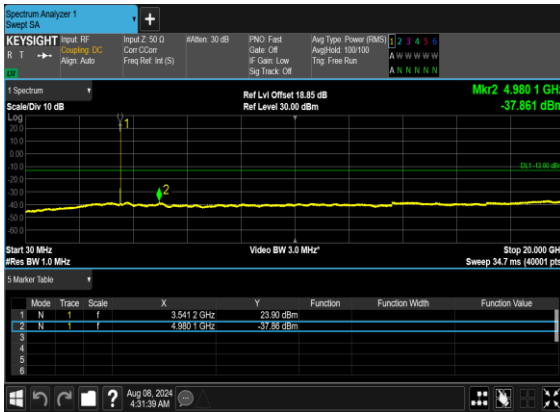 Spectrum Analyzer 1
Swept SA
+
KEYSIGHT Input: RF Input Z: 50 Ω #Atten: 30 dB PNO: Fast Avg Type: Power (RMS) 1 2 3 4 5 6
R T Coupling: DC Corr CCorr Gate: Off Avg|Hold: 100/100 A W W W W W
Align: Auto Freq Ref: Int (S) IF Gain: Low Trig: Free Run
Sig Track: Off A N N N N N
1 Spectrum Ref Lvl Offset 18.85 dB Mkr2 4.980 1 GHz
Scale/Div 10 dB Ref Level 30.00 dBm -37.861 dBm
Log
20.0
10.0
0.00
-10.0
-20.0
-30.0
-40.0
-50.0
-60.0
1
2
DL1 -13.00 dBm
Start 30 MHz Video BW 3.0 MHz* Stop 20.000 GHz
#Res BW 1.0 MHz Sweep 34.7 ms (40001 pts)
5 Marker Table
Mode Trace Scale X Y Function Function Width Function Value
1 N 1 f 3.541 2 GHz 23.90 dBm
2 N 1 f 4.980 1 GHz -37.86 dBm
3
4
5
6
? Aug 08, 2024
4:31:39 AM